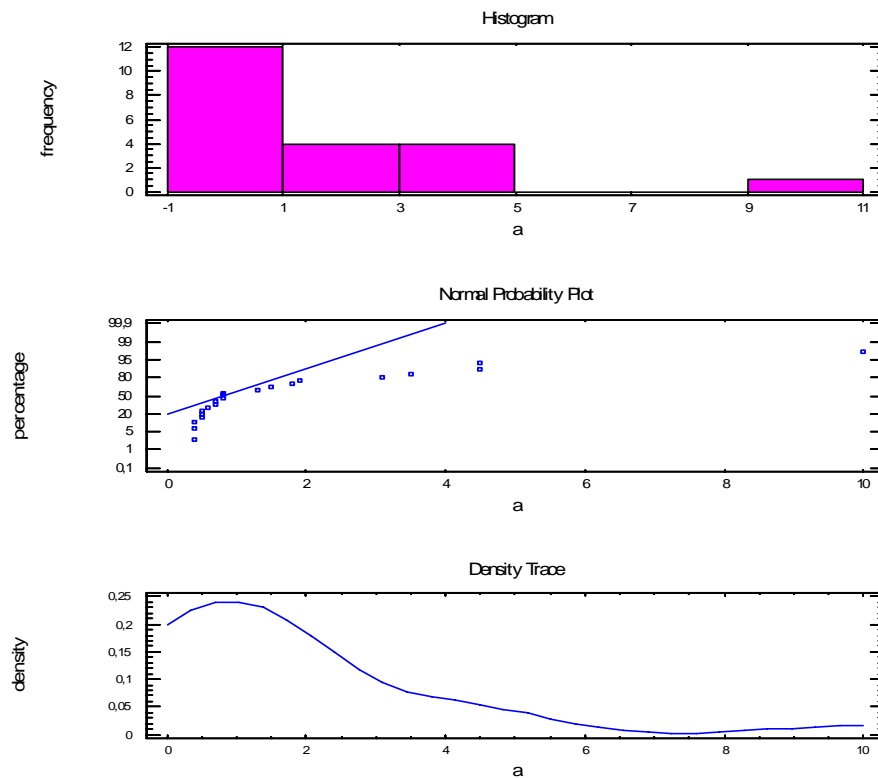 Histogram
frequency
12
10
8
6
4
2
0
-1 1 3 5 7 9 11
a
Normal Probability Plot
percentage
99,9
99
95
80
50
20
5
1
0,1
0 2 4 6 8 10
a
Density Trace
density
0,25
0,2
0,15
0,1
0,05
0
0 2 4 6 8 10
a